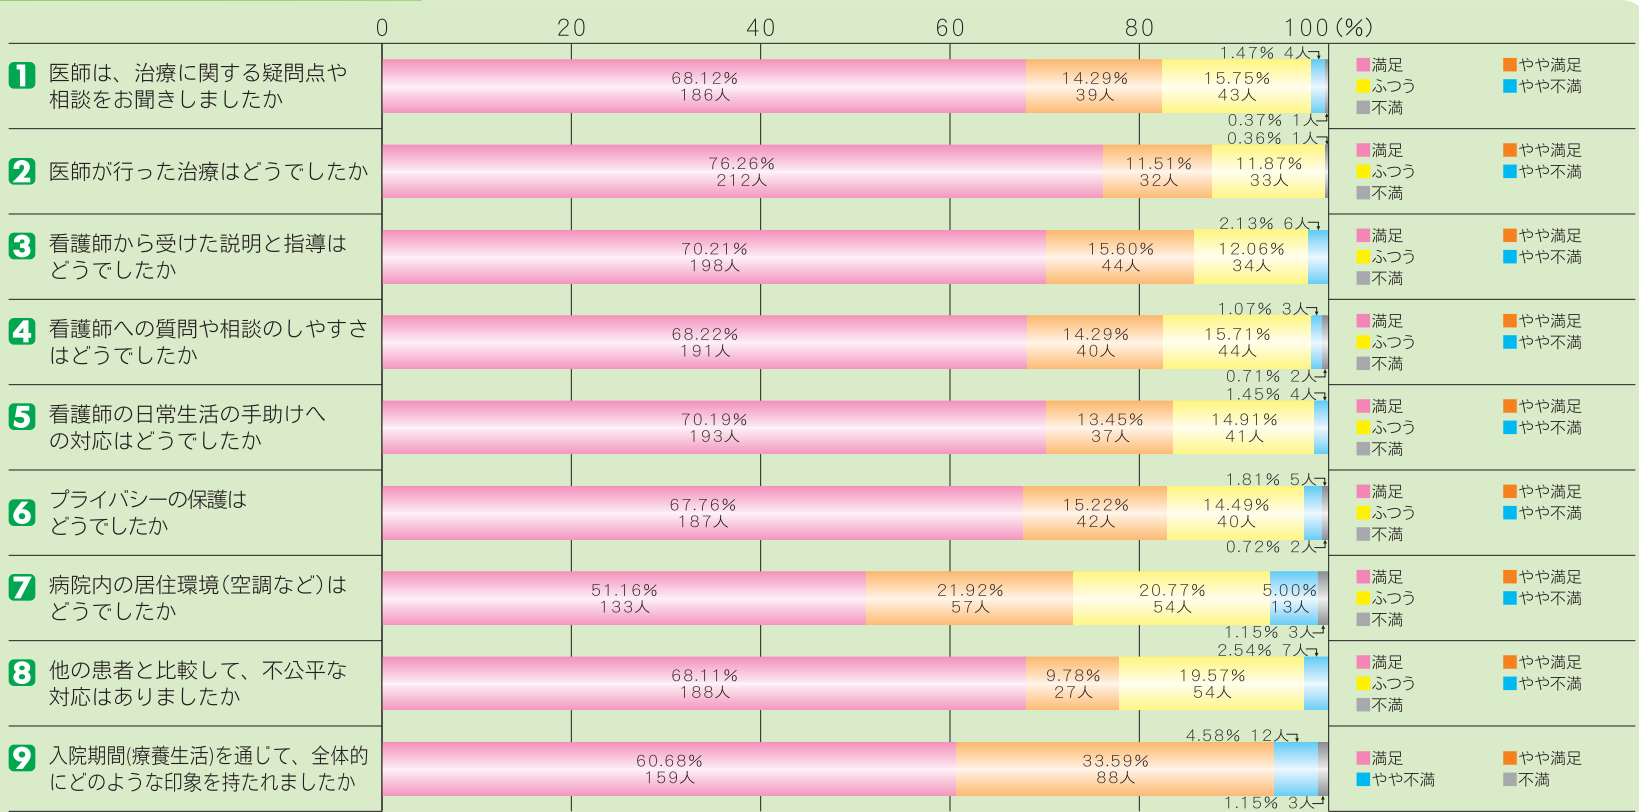 0 20 40 60 80 100(%)
1 医師は、治療に関する疑問点や
相談をお聞きしましたか
68.12%
186人
14.29%
39人
15.75%
43人
1.47% 4人
0.37% 1人
満足 やや満足
ふつう やや不満
不満
2 医師が行った治療はどうでしたか
76.26%
212人
11.51%
32人
11.87%
33人
0.36% 1人
満足 やや満足
ふつう やや不満
不満
3 看護師から受けた説明と指導は
どうでしたか
70.21%
198人
15.60%
44人
12.06%
34人
2.13% 6人
満足 やや満足
ふつう やや不満
不満
4 看護師への質問や相談のしやすさ
はどうでしたか
68.22%
191人
14.29%
40人
15.71%
44人
1.07% 3人
0.71% 2人
満足 やや満足
ふつう やや不満
不満
5 看護師の日常生活の手助けへ
の対応はどうでしたか
70.19%
193人
13.45%
37人
14.91%
41人
1.45% 4人
満足 やや満足
ふつう やや不満
不満
6 プライバシーの保護は
どうでしたか
67.76%
187人
15.22%
42人
14.49%
40人
1.81% 5人
0.72% 2人
満足 やや満足
ふつう やや不満
不満
7 病院内の居住環境(空調など)は
どうでしたか
51.16%
133人
21.92%
57人
20.77%
54人
5.00%
13人
1.15% 3人
満足 やや満足
ふつう やや不満
不満
8 他の患者と比較して、不公平な
対応はありましたか
68.11%
188人
9.78%
27人
19.57%
54人
2.54% 7人
満足 やや満足
ふつう やや不満
不満
9 入院期間(療養生活)を通じて、全体的
にどのような印象を持たれましたか
60.68%
159人
33.59%
88人
4.58% 12人
1.15% 3人
満足 やや満足
やや不満 不満